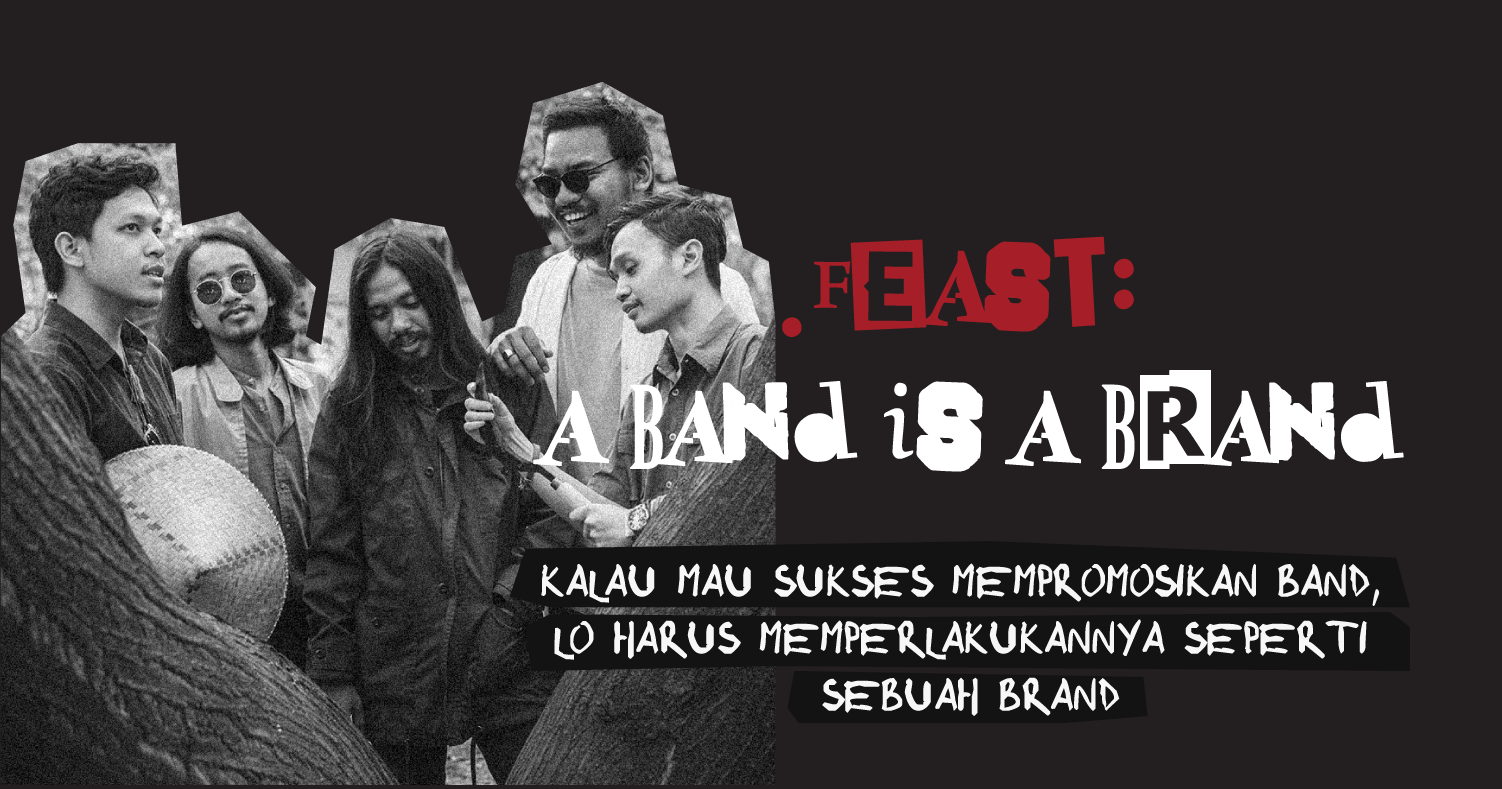 .FEAST:
A BANd iS A BRANd
KALAU MAU SUKSES MEMPROMOSIKAN BAND,
LO HARUS MEMPERLAKUKANNYA SEPERTI
SEBUAH BRAND